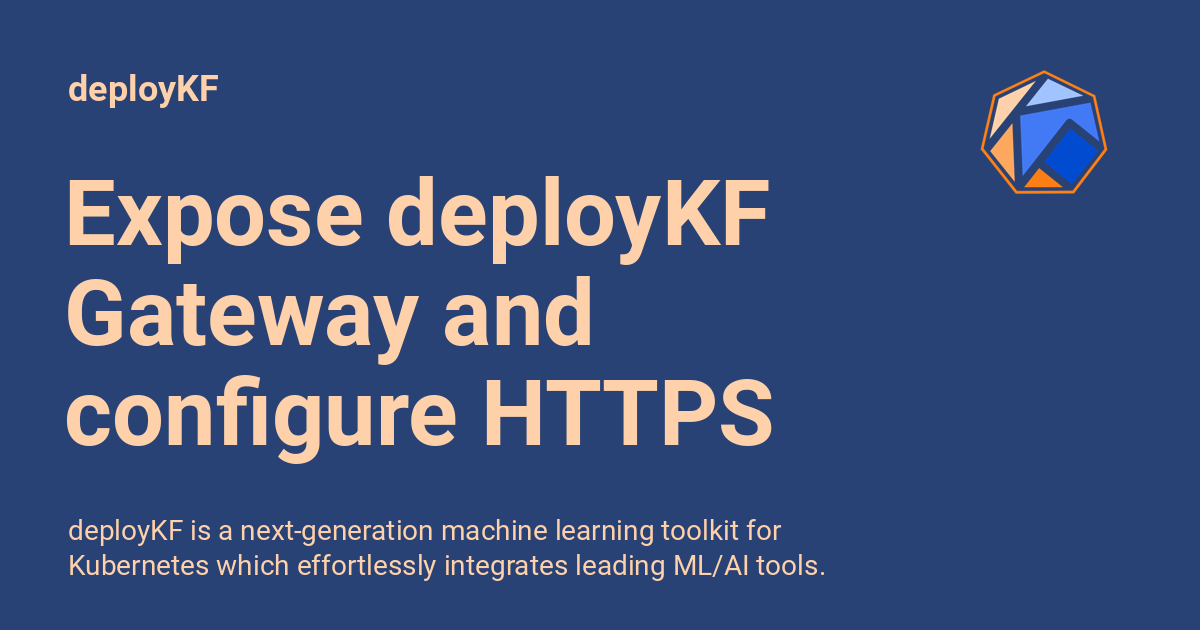 deployKF
Expose deployKF
Gateway and
configure HTTPS
deployKF is a next-generation machine learning toolkit for
Kubernetes which effortlessly integrates leading ML/AI tools.